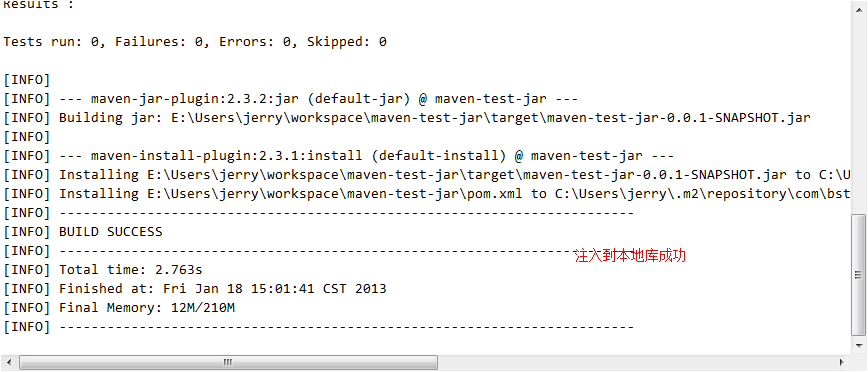 Results :
Tests run: 0, Failures: 0, Errors: 0, Skipped: 0
[INFO]
[INFO] --- maven-jar-plugin:2.3.2:jar (default-jar) @ maven-test-jar ---
[INFO] Building jar: E:\Users\jerry\workspace\maven-test-jar\target\maven-test-jar-0.0.1-SNAPSHOT.jar
[INFO]
[INFO] --- maven-install-plugin:2.3.1:install (default-install) @ maven-test-jar ---
[INFO] Installing E:\Users\jerry\workspace\maven-test-jar\target\maven-test-jar-0.0.1-SNAPSHOT.jar to C:\U
[INFO] Installing E:\Users\jerry\workspace\maven-test-jar\pom.xml to C:\Users\jerry\.m2\repository\com\bst
[INFO] ------------------------------------------------------------------------
[INFO] BUILD SUCCESS
[INFO] ------------------------------------------------------------------------
注入到本地库成功
[INFO] Total time: 2.763s
[INFO] Finished at: Fri Jan 18 15:01:41 CST 2013
[INFO] Final Memory: 12M/210M
[INFO] ------------------------------------------------------------------------